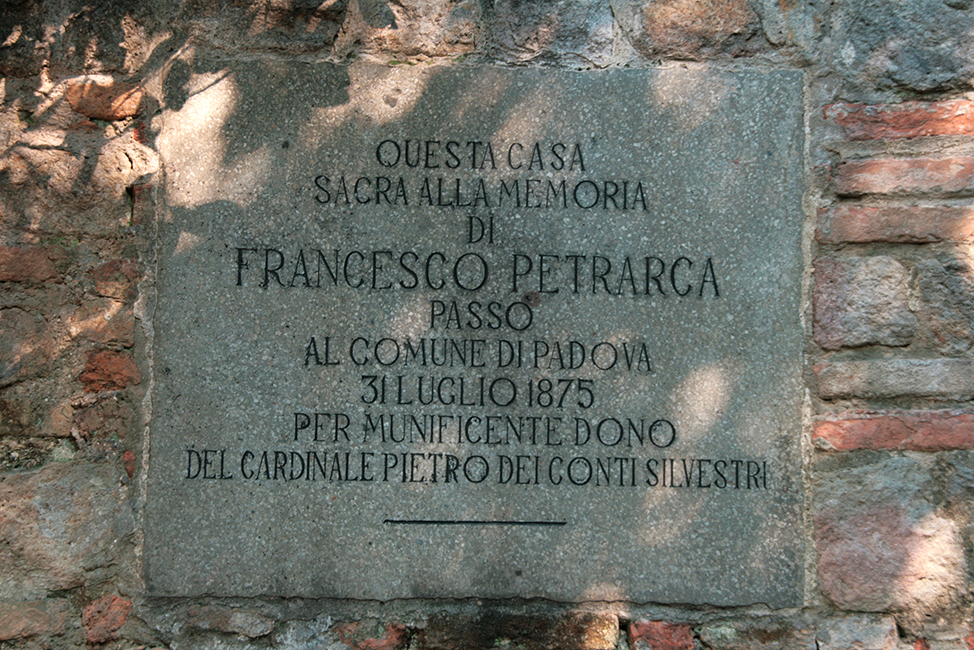 QUESTA CASA
SACRA ALLA MEMORIA
DI
FRANCESCO PETRARCA
PASSO
AL COMUNE DI PADOVA
31 LUGLIO 1875
PER MUNIFICENTE DONO
DEL CARDINALE PIETRO DEI CONTI SILVESTRI